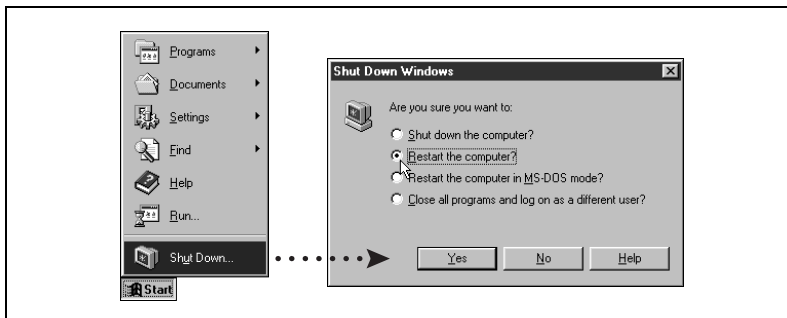 Programs
Documents
Settings
Find
Help
Run...
Shut Down...
Start
Shut Down Windows
Are you sure you want to:
Shut down the computer?
Restart the computer?
Restart the computer in MS-DOS mode?
Close all programs and log on as a different user?
Yes
No
Help